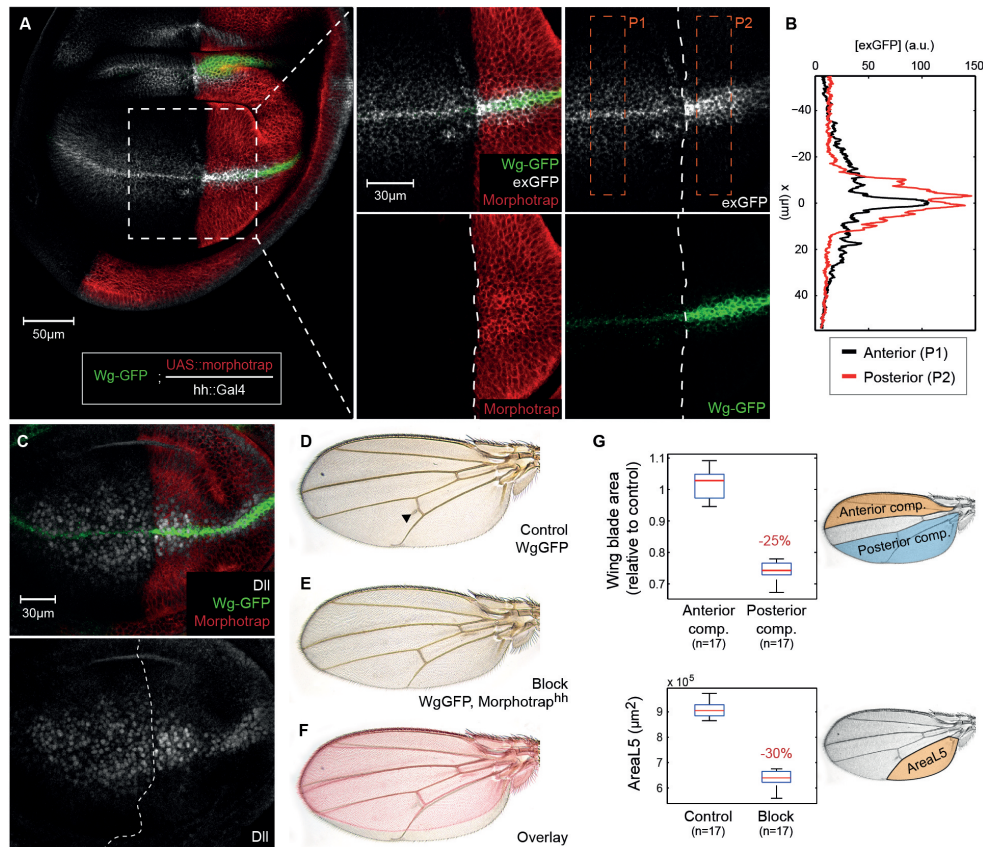 A
50µm
Wg-GFP ; UAS::morphotrap
hh::Gal4
30µm
Wg-GFP
exGFP
Morphotrap
P1
P2
exGFP
Morphotrap
Wg-GFP
B
[exGFP] (a.u.)
0 50 100 150
−40
−20
0
20
40
x (µm)
Anterior (P1)
Posterior (P2)
C
Dll
Wg-GFP
Morphotrap
30µm
Dll
D
Control
WgGFP
E
Block
WgGFP, Morphotrap^hh
F
Overlay
G
Wing blade area
(relative to control)
1.1
1
0.9
0.8
0.7
-25%
Anterior comp. (n=17)
Posterior comp. (n=17)
Anterior comp.
Posterior comp.
x 10^5
AreaL5 (µm²)
9
8
7
6
-30%
Control (n=17)
Block (n=17)
AreaL5